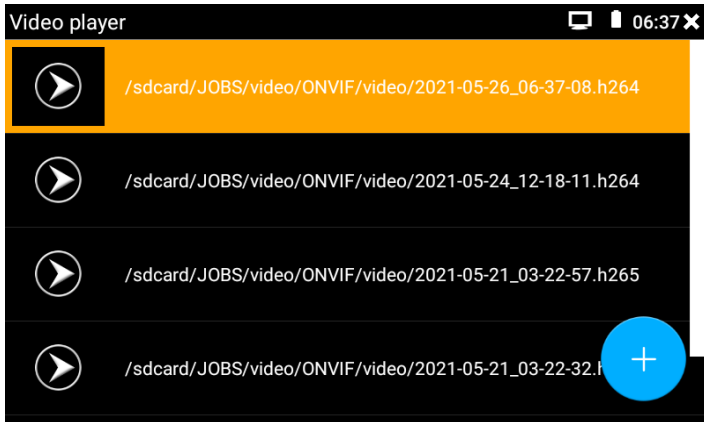 Video player
06:37
/sdcard/JOBS/video/ONVIF/video/2021-05-26_06-37-08.h264
/sdcard/JOBS/video/ONVIF/video/2021-05-24_12-18-11.h264
/sdcard/JOBS/video/ONVIF/video/2021-05-21_03-22-57.h265
/sdcard/JOBS/video/ONVIF/video/2021-05-21_03-22-32.